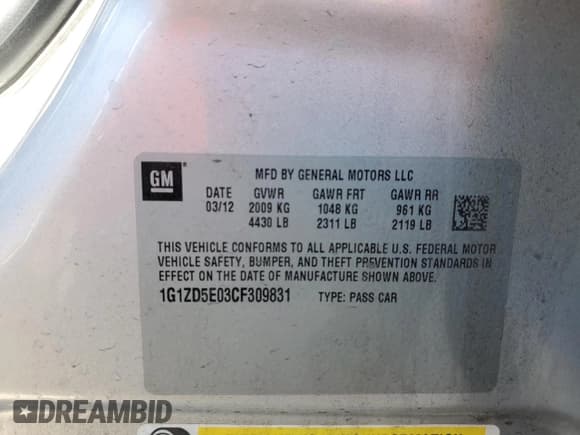 GM
MFD BY GENERAL MOTORS LLC
DATE GVWR GAWR FRT GAWR RR
03/12 2009 KG 1048 KG 961 KG
4430 LB 2311 LB 2119 LB
THIS VEHICLE CONFORMS TO ALL APPLICABLE U.S. FEDERAL MOTOR
VEHICLE SAFETY, BUMPER, AND THEFT PREVENTION STANDARDS IN
EFFECT ON THE DATE OF MANUFACTURE SHOWN ABOVE.
1G1ZD5E03CF309831 TYPE: PASS CAR
DREAMBID